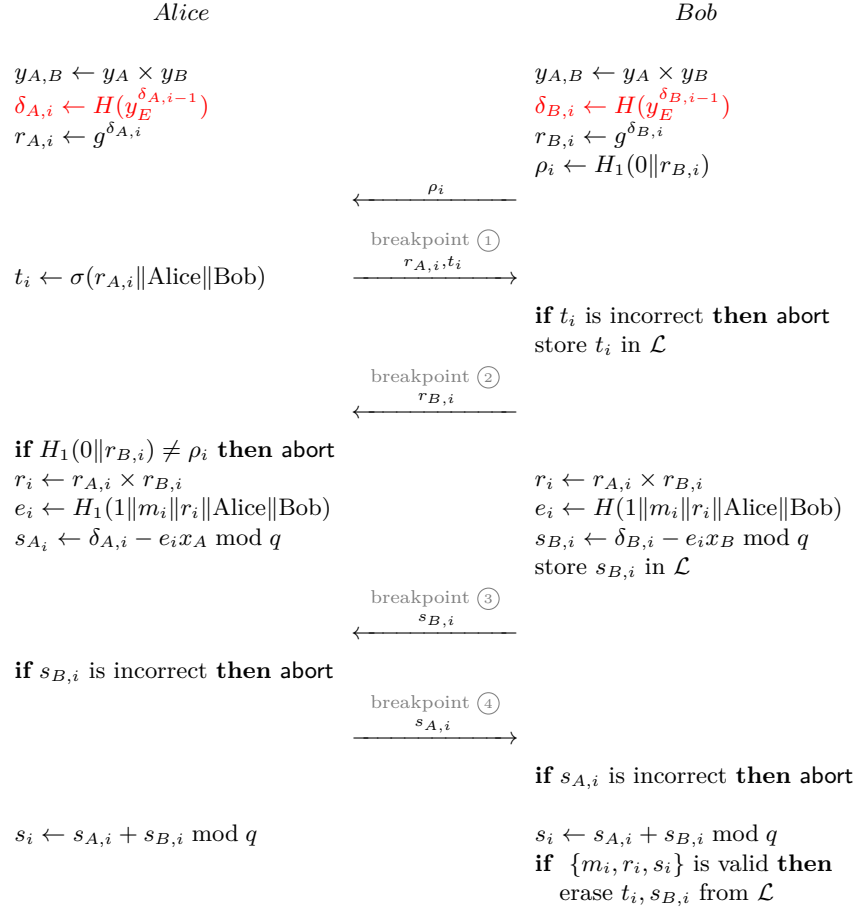 Alice Bob
y_{A,B} ← y_A × y_B y_{A,B} ← y_A × y_B
δ_{A,i} ← H(y_E^{δ_{A,i−1}}) δ_{B,i} ← H(y_E^{δ_{B,i−1}})
r_{A,i} ← g^{δ_{A,i}} r_{B,i} ← g^{δ_{B,i}}
ρ_i ← H_1(0‖r_{B,i})
ρ_i
breakpoint ①
t_i ← σ(r_{A,i}‖Alice‖Bob) r_{A,i}, t_i
if t_i is incorrect then abort
store t_i in ℒ
breakpoint ②
r_{B,i}
if H_1(0‖r_{B,i}) ≠ ρ_i then abort
r_i ← r_{A,i} × r_{B,i} r_i ← r_{A,i} × r_{B,i}
e_i ← H_1(1‖m_i‖r_i‖Alice‖Bob) e_i ← H(1‖m_i‖r_i‖Alice‖Bob)
s_{A_i} ← δ_{A,i} − e_i x_A mod q s_{B,i} ← δ_{B,i} − e_i x_B mod q
store s_{B,i} in ℒ
breakpoint ③
s_{B,i}
if s_{B,i} is incorrect then abort
breakpoint ④
s_{A,i}
if s_{A,i} is incorrect then abort
s_i ← s_{A,i} + s_{B,i} mod q s_i ← s_{A,i} + s_{B,i} mod q
if {m_i, r_i, s_i} is valid then
erase t_i, s_{B,i} from ℒ